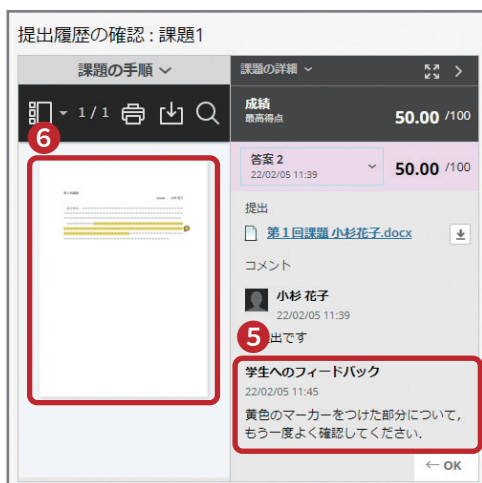 提出履歴の確認 : 課題1
課題の手順
課題の詳細
1 / 1
成績
最高得点
50.00 /100
6
答案 2
22/02/05 11:39
50.00 /100
提出
第1回課題 小杉花子.docx
コメント
小杉 花子
22/02/05 11:39
5
出です
学生へのフィードバック
22/02/05 11:45
黄色のマーカーをつけた部分について,
もう一度よく確認してください.
← OK